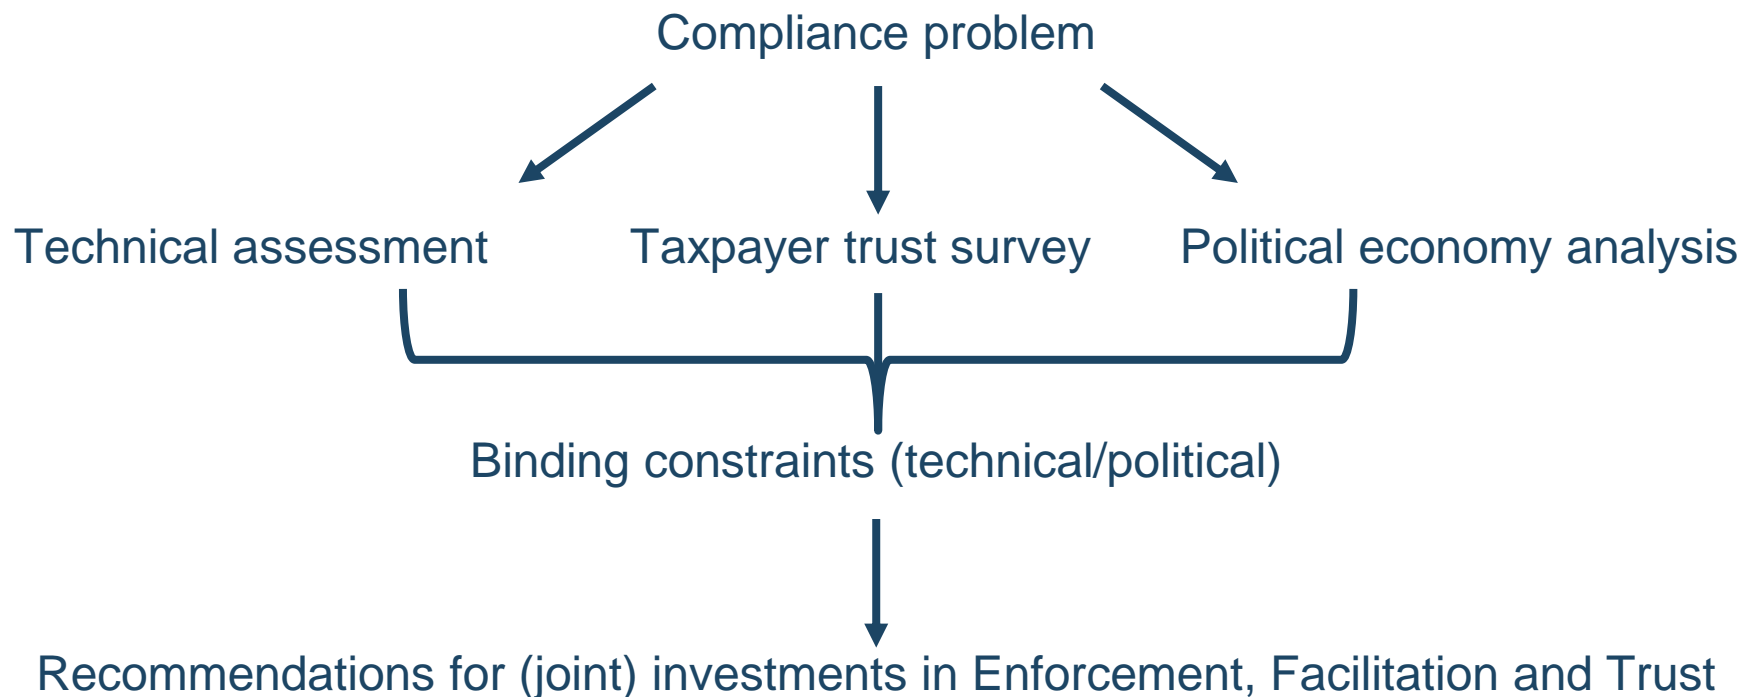 Compliance problem
Technical assessment
Taxpayer trust survey
Political economy analysis
Binding constraints (technical/political)
Recommendations for (joint) investments in Enforcement, Facilitation and Trust